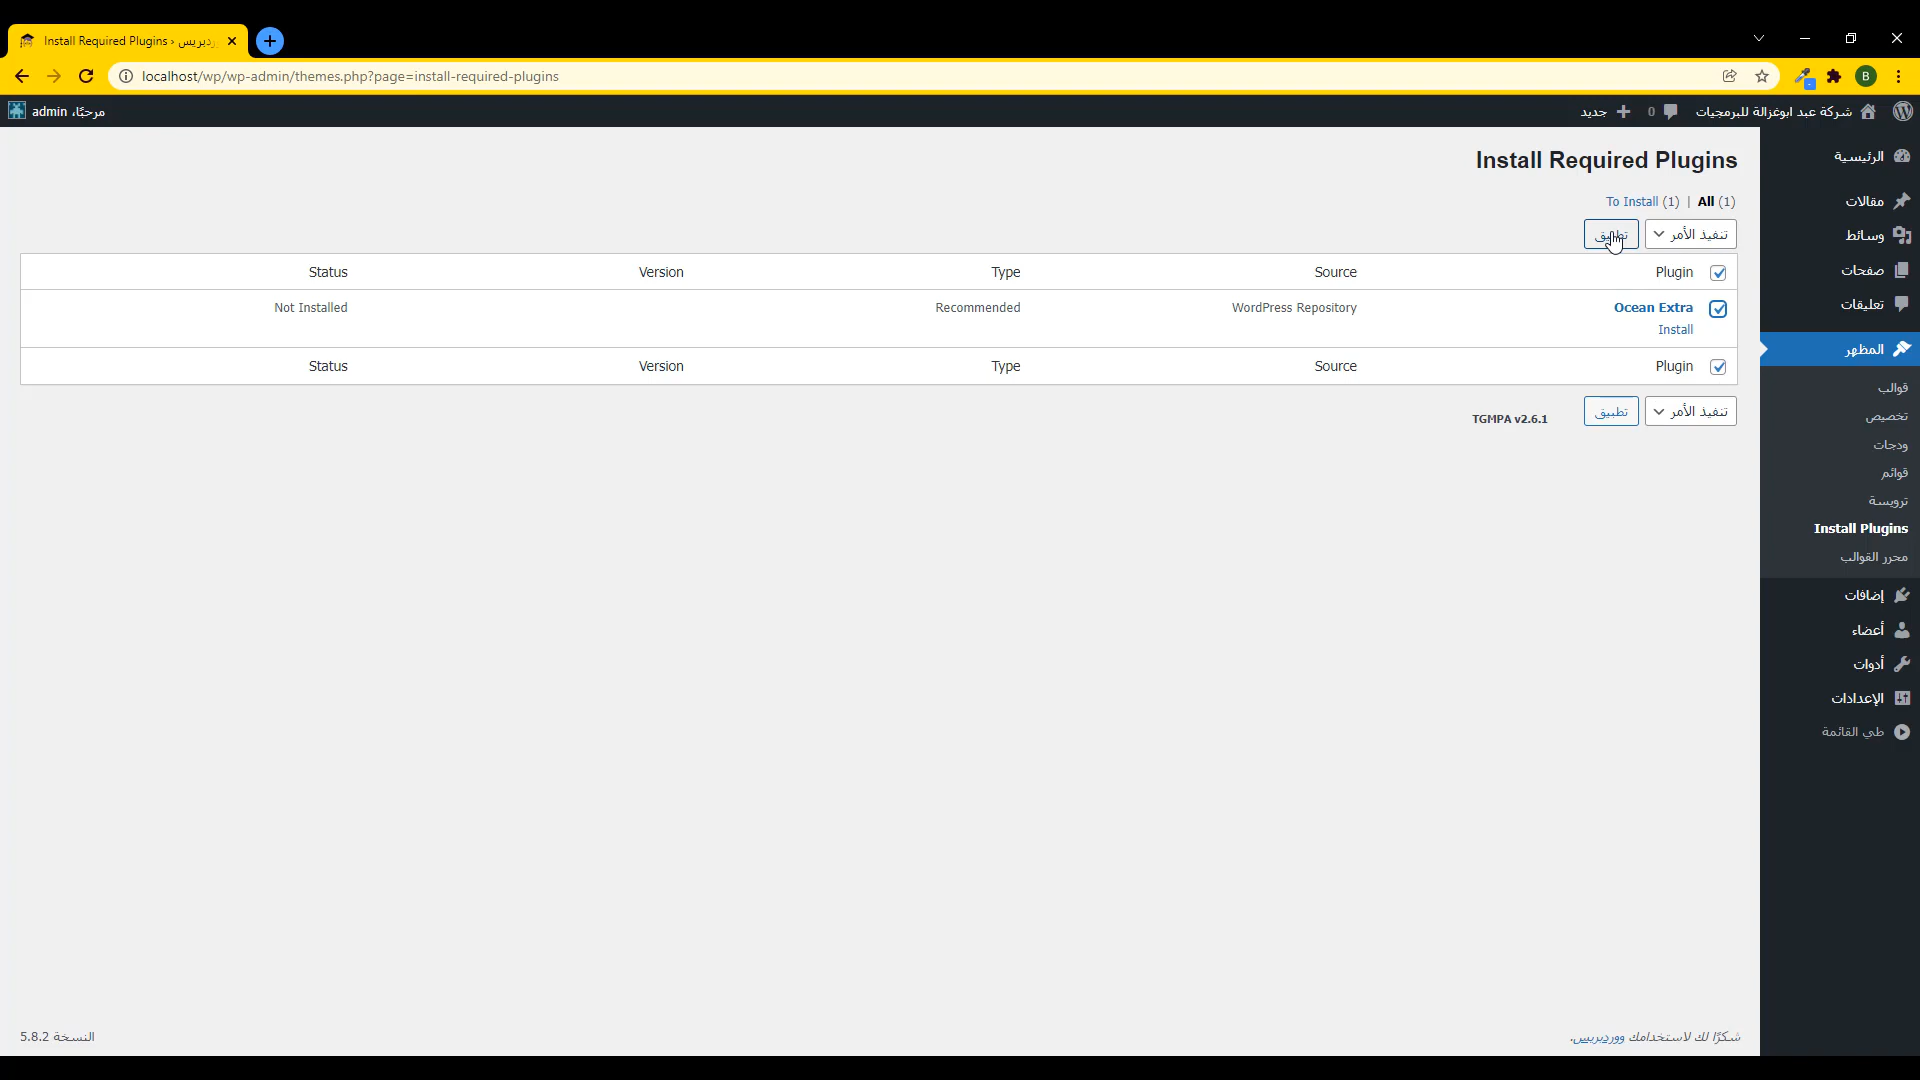 Install Required Plugins › ووردبريس
localhost/wp/wp-admin/themes.php?page=install-required-plugins
B
شركة عبد ابوغزالة للبرمجيات
0
جديد
مرحبًا، admin
الرئيسية
مقالات
وسائط
صفحات
تعليقات
المظهر
قوالب
تخصيص
ودجات
قوائم
ترويسة
Install Plugins
محرر القوالب
إضافات
أعضاء
أدوات
الإعدادات
طي القائمة
Install Required Plugins
All (1) | To Install (1)
تنفيذ الأمر
تطبيق
Plugin Source Type Version Status
Ocean Extra WordPress Repository Recommended Not Installed
Install
Plugin Source Type Version Status
تنفيذ الأمر
تطبيق
TGMPA v2.6.1
شكرًا لك لاستخدامك ووردبريس.
النسخة 5.8.2